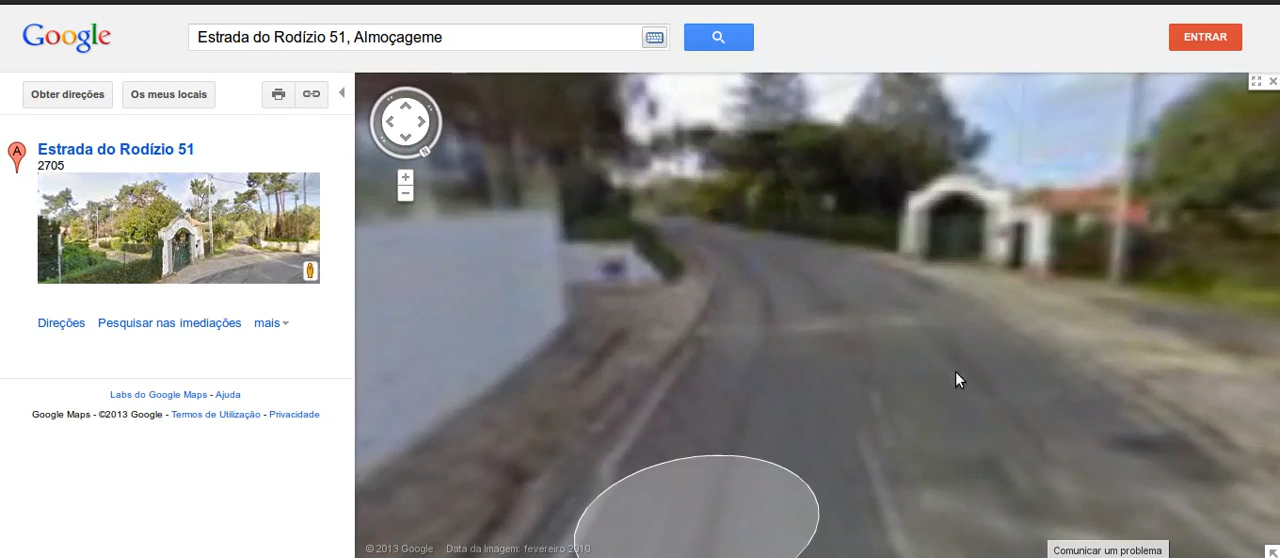 Google
Estrada do Rodízio 51, Almoçageme
ENTRAR
Obter direções
Os meus locais
A
Estrada do Rodízio 51
2705
Direções Pesquisar nas imediações mais
Labs do Google Maps - Ajuda
Google Maps - ©2013 Google - Termos de Utilização - Privacidade
N
+
−
© 2013 Google Data da Imagem: fevereiro 2010
Comunicar um problema